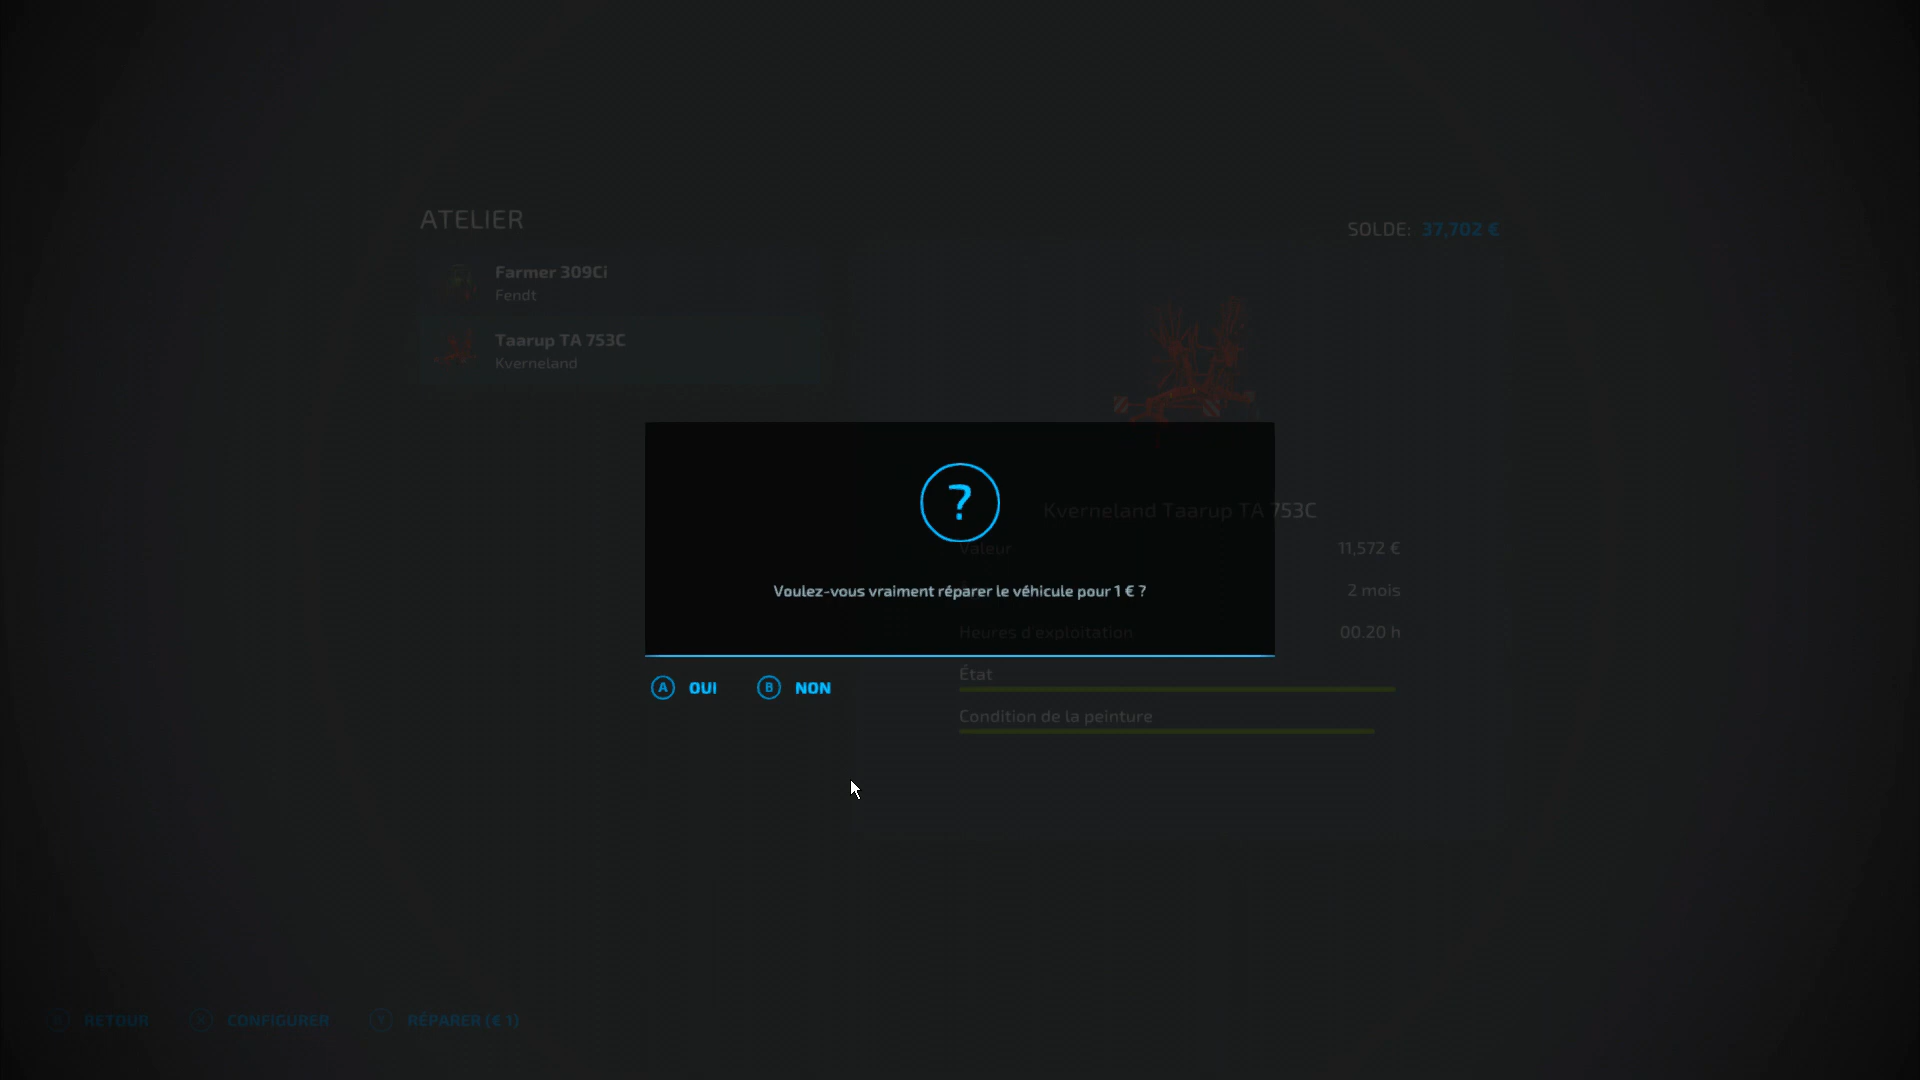 ATELIER
SOLDE: 37,702 €
Farmer 309Ci
Fendt
Taarup TA 753C
Kverneland
?
Kverneland Taarup TA 753C
Valeur 11,572 €
Voulez-vous vraiment réparer le véhicule pour 1 € ?
2 mois
Heures d'exploitation 00.20 h
État
A OUI B NON
Condition de la peinture
RETOUR X CONFIGURER Y RÉPARER (€ 1)